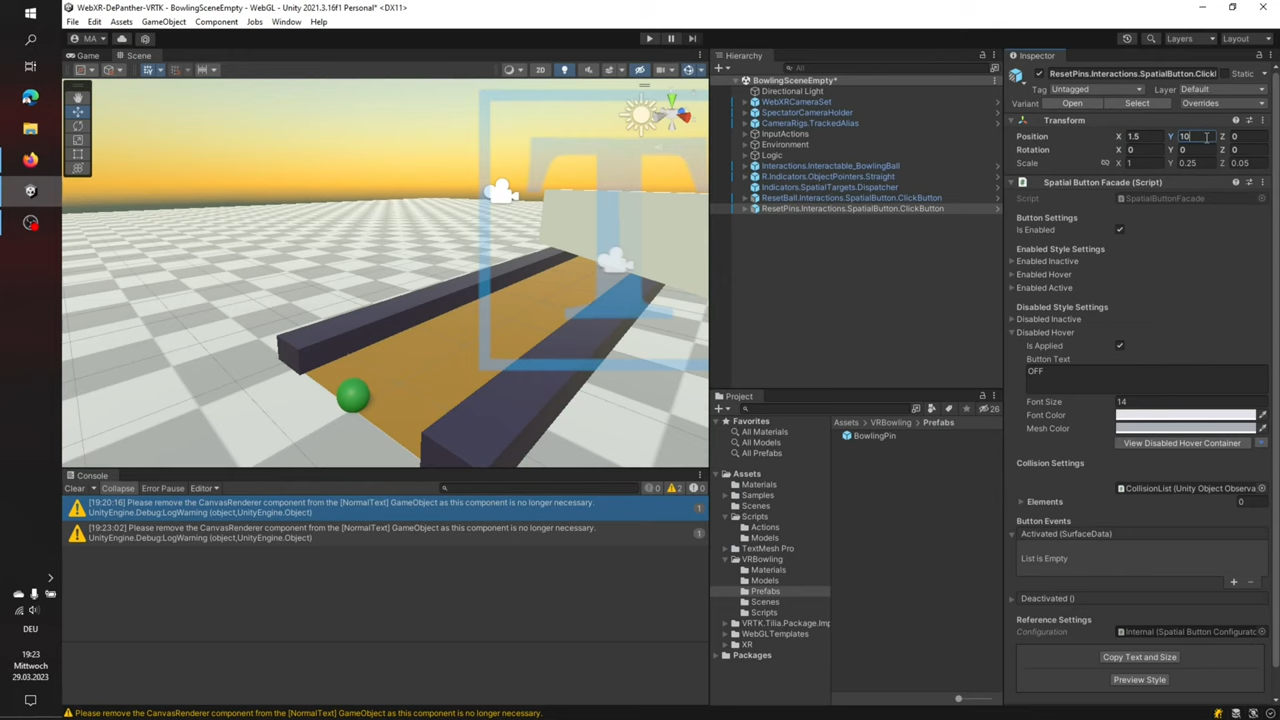 WebXR-DePanther-VRTK - BowlingSceneEmpty - WebGL - Unity 2021.3.16f1 Personal* <DX11>
File Edit Assets GameObject Component Jobs Window Help
MA
Layers Layout
Game Scene
2D
Hierarchy
All
BowlingSceneEmpty*
Directional Light
WebXRCameraSet
SpectatorCameraHolder
CameraRigs.TrackedAlias
InputActions
Environment
Logic
Interactions.Interactable_BowlingBall
R.Indicators.ObjectPointers.Straight
Indicators.SpatialTargets.Dispatcher
ResetBall.Interactions.SpatialButton.ClickButton
ResetPins.Interactions.SpatialButton.ClickButton
Inspector
ResetPins.Interactions.SpatialButton.Clickl Static
Tag Untagged Layer Default
Variant Open Select Overrides
Transform
Position X 1.5 Y 10 Z 0
Rotation X 0 Y 0 Z 0
Scale X 1 Y 0.25 Z 0.05
Spatial Button Facade (Script)
Script SpatialButtonFacade
Button Settings
Is Enabled
Enabled Style Settings
Enabled Inactive
Enabled Hover
Enabled Active
Disabled Style Settings
Disabled Inactive
Disabled Hover
Is Applied
Button Text
OFF
Font Size 14
Font Color
Mesh Color
View Disabled Hover Container
Collision Settings
CollisionList (Unity Object Observa
Elements 0
Button Events
Activated (SurfaceData)
List is Empty
Deactivated ()
Reference Settings
Configuration Internal (Spatial Button Configurato
Copy Text and Size
Preview Style
Project
26
Favorites
All Materials
All Models
All Prefabs
Assets
Materials
Samples
Scenes
Scripts
Actions
Models
TextMesh Pro
VRBowling
Materials
Models
Prefabs
Scenes
Scripts
VRTK.Tilia.Package.Imp
WebGLTemplates
XR
Packages
Assets VRBowling Prefabs
BowlingPin
Console
Clear Collapse Error Pause Editor 0 2 0
[19:20:16] Please remove the CanvasRenderer component from the [NormalText] GameObject as this component is no longer necessary.
UnityEngine.Debug:LogWarning (object,UnityEngine.Object)
1
[19:23:02] Please remove the CanvasRenderer component from the [NormalText] GameObject as this component is no longer necessary.
UnityEngine.Debug:LogWarning (object,UnityEngine.Object)
1
Please remove the CanvasRenderer component from the [NormalText] GameObject as this component is no longer necessary.
DEU
19:23
Mittwoch
29.03.2023